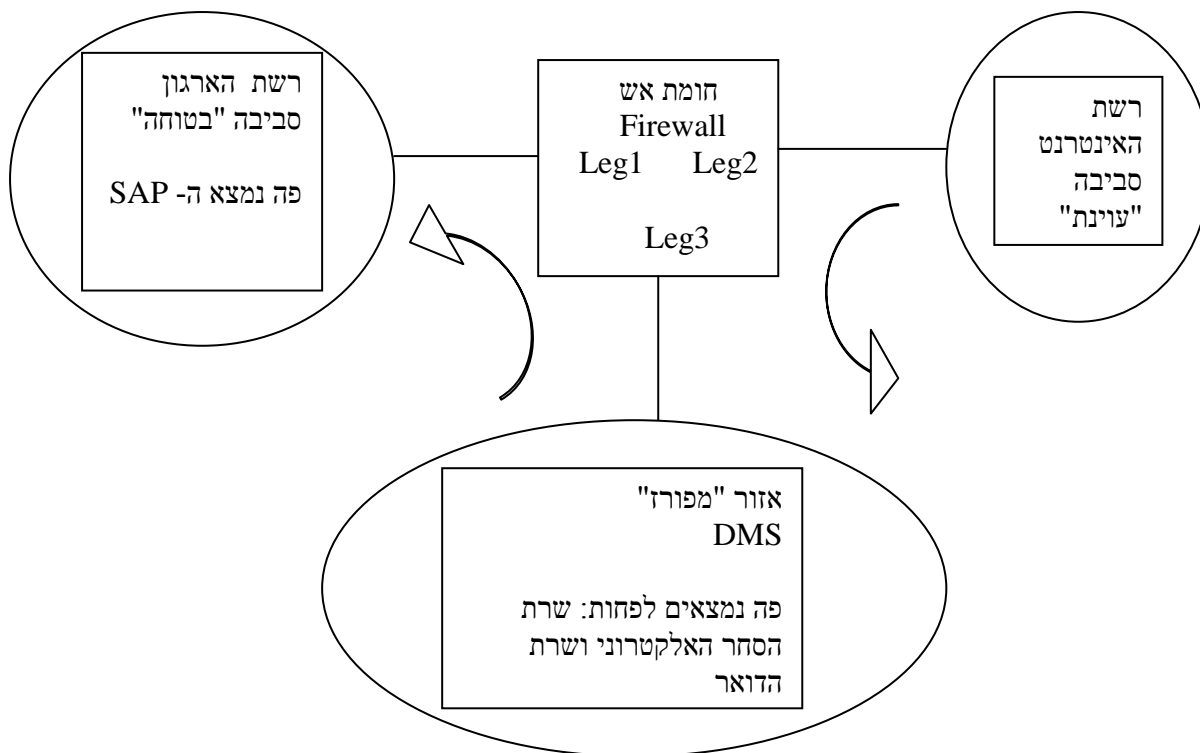 רשת הארגון
סביבה "בטוחה"
פה נמצא ה- SAP
חומת אש
Firewall
Leg1 Leg2
Leg3
רשת
האינטרנט
סביבה
"עוינת"
אזור "מפורז"
DMS
פה נמצאים לפחות: שרת
הסחר האלקטרוני ושרת
הדואר